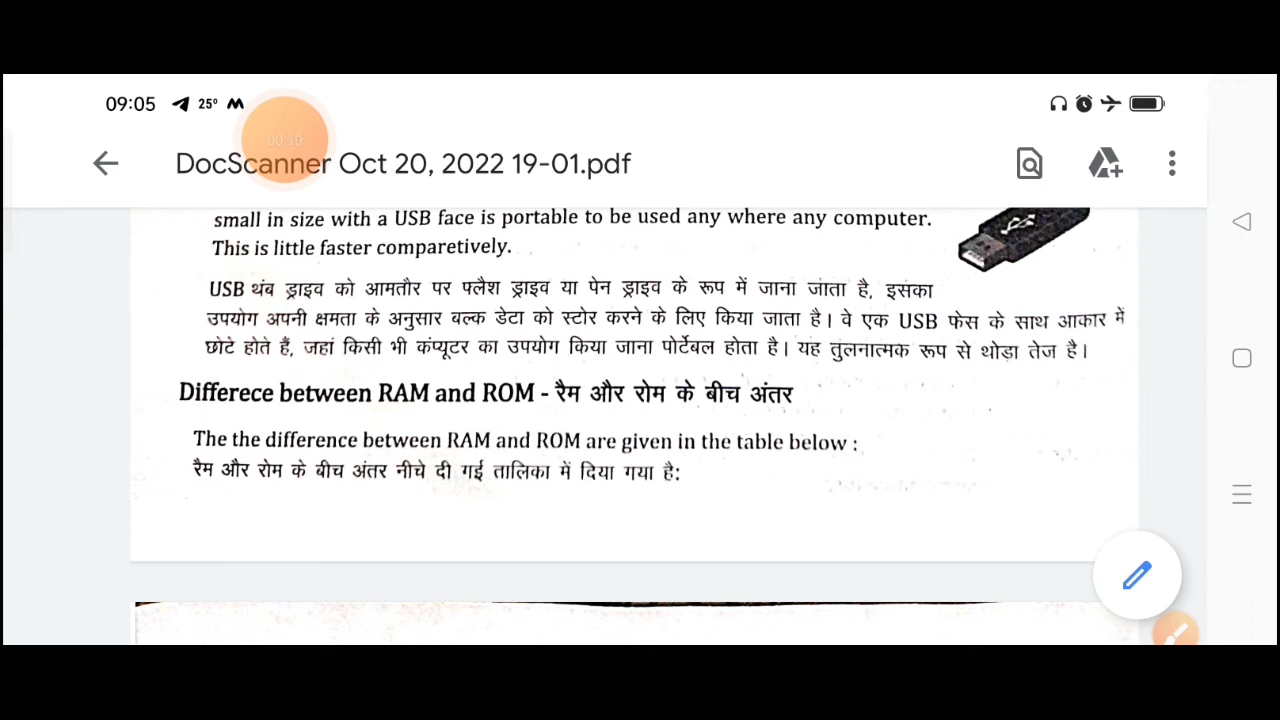 09:05 25°
00:10
DocScanner Oct 20, 2022 19-01.pdf
small in size with a USB face is portable to be used any where any computer.
This is little faster comparetively.
USB थंब ड्राइव को आमतौर पर फ्लैश ड्राइव या पेन ड्राइव के रूप में जाना जाता है, इसका
उपयोग अपनी क्षमता के अनुसार बल्क डेटा को स्टोर करने के लिए किया जाता है। वे एक USB फेस के साथ आकार में
छोटे होते हैं, जहां किसी भी कंप्यूटर का उपयोग किया जाना पोर्टेबल होता है। यह तुलनात्मक रूप से थोड़ा तेज है।
Differece between RAM and ROM - रैम और रोम के बीच अंतर
The the difference between RAM and ROM are given in the table below :
रैम और रोम के बीच अंतर नीचे दी गई तालिका में दिया गया है: